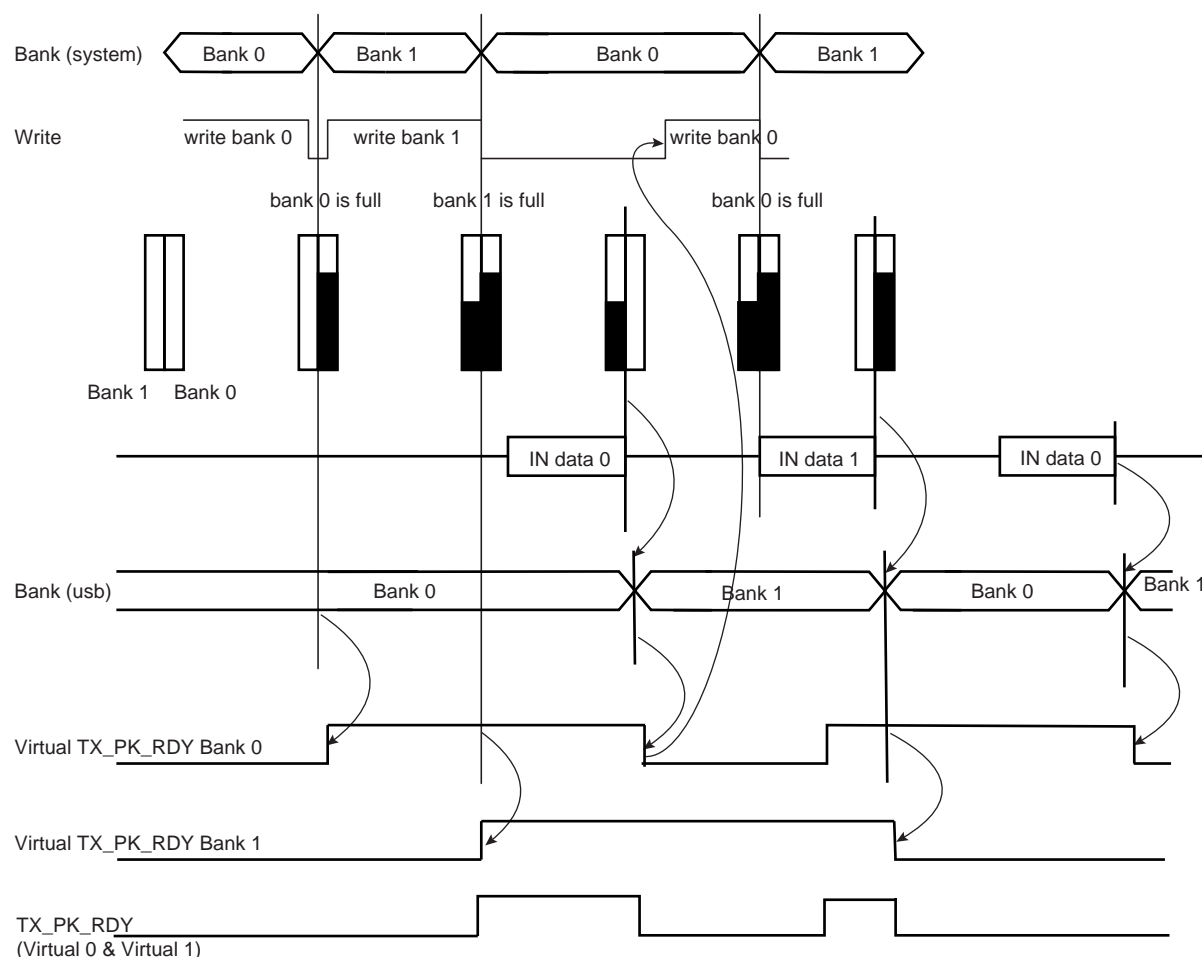 Bank (system) Bank 0 Bank 1 Bank 0 Bank 1
Write write bank 0 write bank 1 write bank 0
bank 0 is full bank 1 is full bank 0 is full
Bank 1 Bank 0
IN data 0 IN data 1 IN data 0
Bank (usb) Bank 0 Bank 1 Bank 0 Bank 1
Virtual TX_PK_RDY Bank 0
Virtual TX_PK_RDY Bank 1
TX_PK_RDY
(Virtual 0 & Virtual 1)